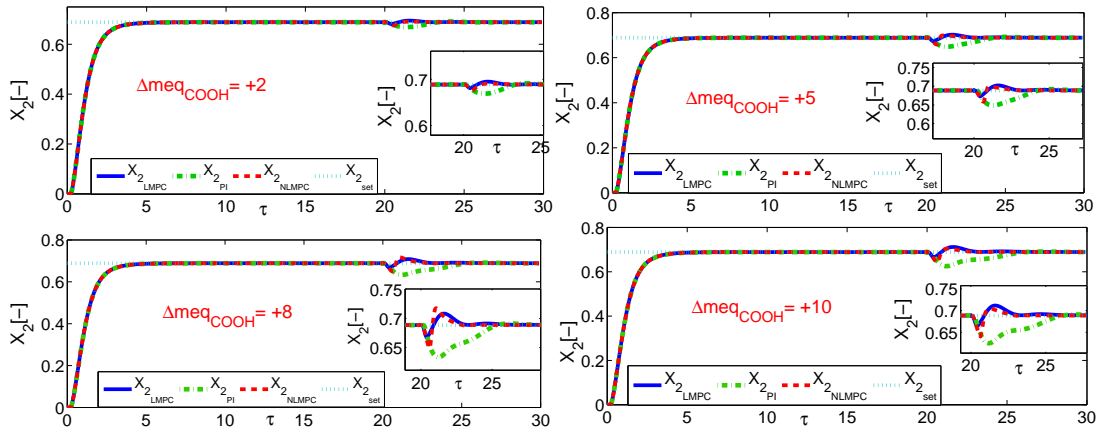 X2[-]
0.6
0.4
0.2
0
Δmeq_COOH= +2
0.7
0.6
20
25
τ
X2_LMPC X2_PI X2_NLMPC X2_set
0 5 10 15 20 25 30
τ
X2[-]
0.8
0.6
0.4
0.2
0
Δmeq_COOH= +5
X2[-]
0.75
0.7
0.65
0.6
20 25
τ
X2_LMPC X2_PI X2_NLMPC X2_set
0 5 10 15 20 25 30
τ
X2[-]
0.8
0.6
0.4
0.2
0
Δmeq_COOH= +8
X2[-]
0.75
0.7
0.65
20 25
τ
X2_LMPC X2_PI X2_NLMPC X2_set
0 5 10 15 20 25 30
τ
X2[-]
0.8
0.6
0.4
0.2
0
Δmeq_COOH= +10
X2[-]
0.7
0.65
20 25
τ
X2_LMPC X2_PI X2_NLMPC X2_set
0 5 10 15 20 25 30
τ